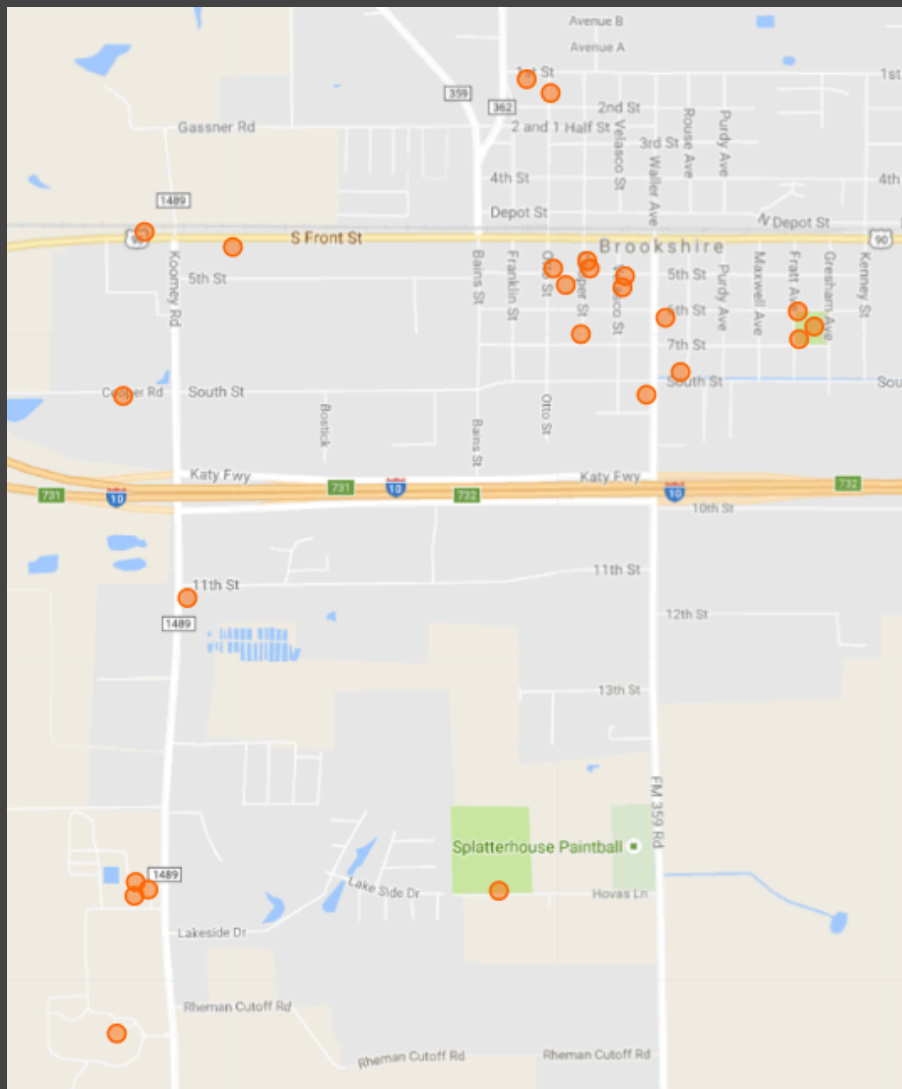 Avenue B
Avenue A
1st St
1st
359
362
2nd St
Gassner Rd
2 and 1 Half St
Velasco St
Rouse Ave
Purdy Ave
3rd St
Waller Ave
4th St
4th
1489
Depot St
N Depot St
90
S Front St
Brookshire
90
Koomey Rd
5th St
Bains St
Franklin St
Otto St
5th St
Purdy Ave
Maxwell Ave
Fratt Ave
Gresham Ave
Kenney St
6th St
7th St
Cooper Rd
South St
South St
Sou
Bostick
Bains St
Otto St
Katy Fwy
Katy Fwy
731
10
731
10
732
10
732
10th St
11th St
11th St
1489
12th St
13th St
FM 359 Rd
Splatterhouse Paintball
1489
Lake Side Dr
Hovas Ln
Lakeside Dr
Rheman Cutoff Rd
Rheman Cutoff Rd
Rheman Cutoff Rd